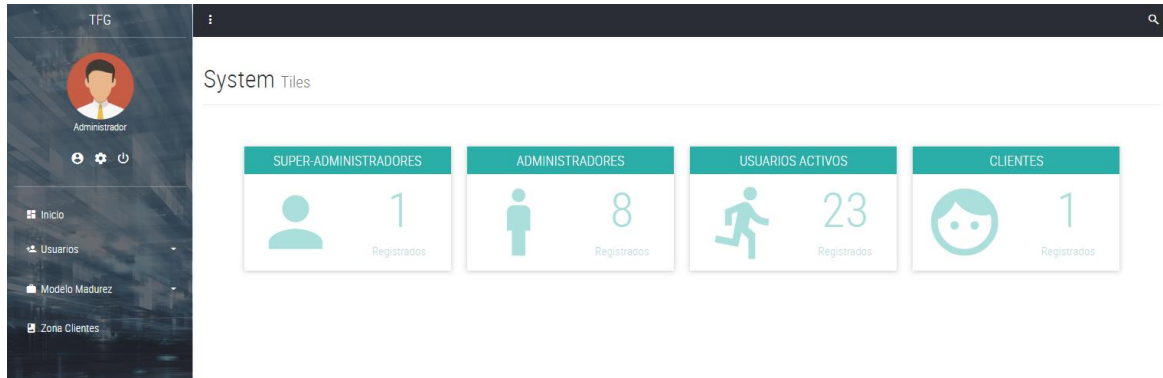 TFG
Administrador
Inicio
Usuarios
Modelo Madurez
Zona Clientes
System Tiles
SUPER-ADMINISTRADORES
1
Registrados
ADMINISTRADORES
8
Registrados
USUARIOS ACTIVOS
23
Registrados
CLIENTES
1
Registrados